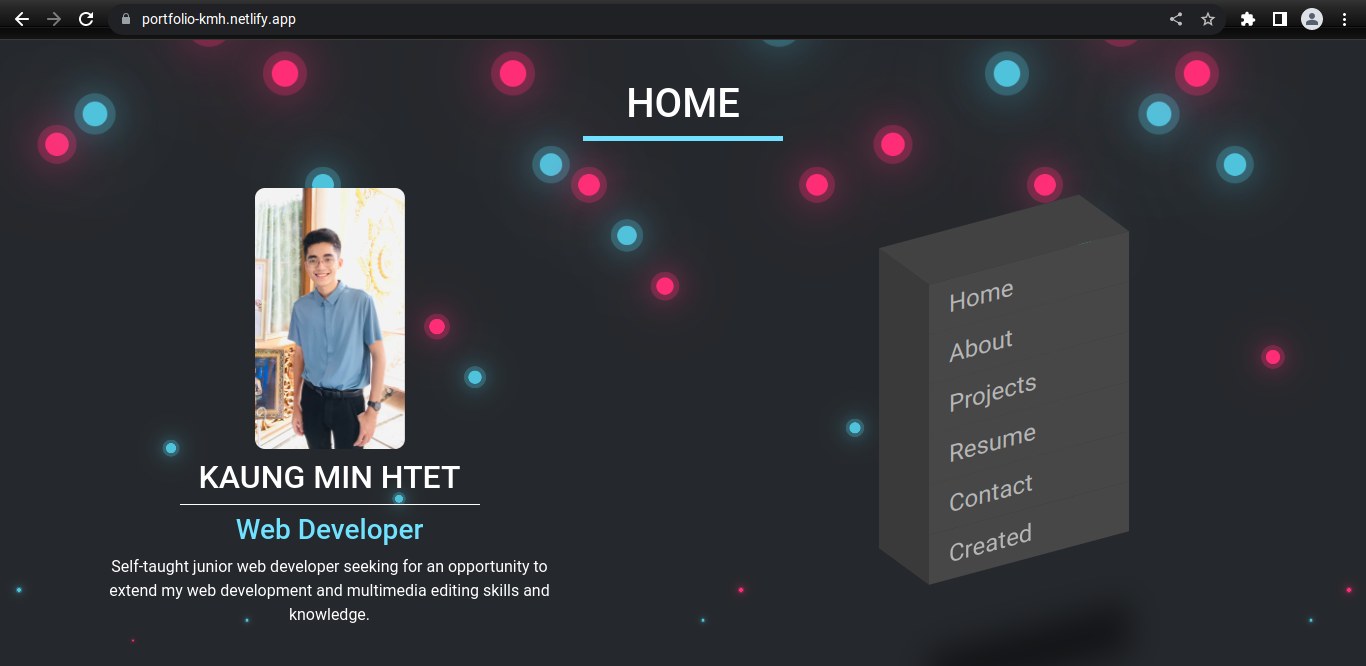 portfolio-kmh.netlify.app
HOME
KAUNG MIN HTET
Web Developer
Self-taught junior web developer seeking for an opportunity to
extend my web development and multimedia editing skills and
knowledge.
Home
About
Projects
Resume
Contact
Created